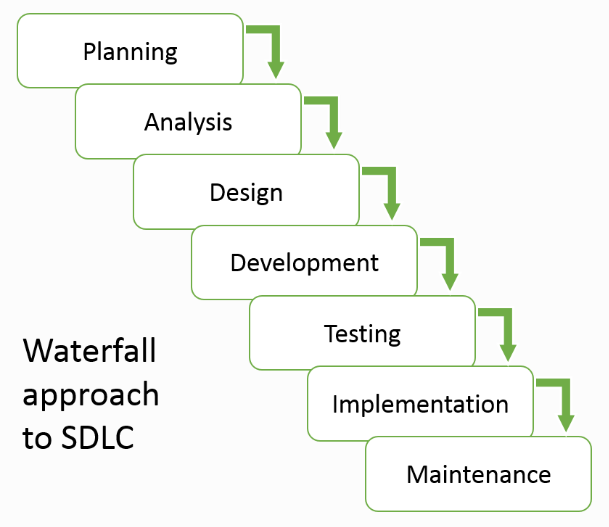 Planning
Analysis
Design
Development
Testing
Implementation
Maintenance
Waterfall
approach
to SDLC